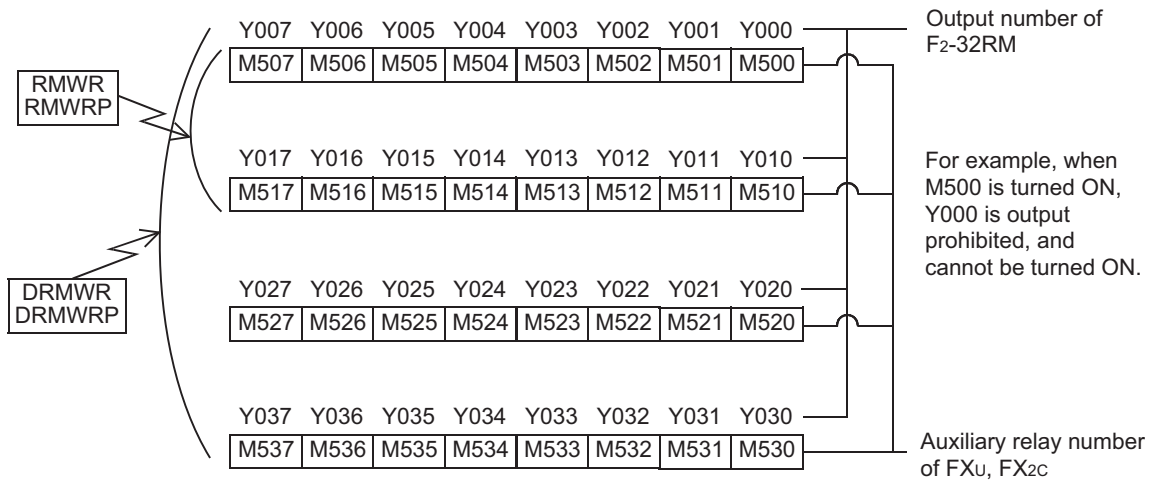 Y007 Y006 Y005 Y004 Y003 Y002 Y001 Y000
M507 M506 M505 M504 M503 M502 M501 M500
Output number of
F2-32RM
RMWR
RMWRP
Y017 Y016 Y015 Y014 Y013 Y012 Y011 Y010
M517 M516 M515 M514 M513 M512 M511 M510
For example, when
M500 is turned ON,
Y000 is output
prohibited, and
cannot be turned ON.
DRMWR
DRMWRP
Y027 Y026 Y025 Y024 Y023 Y022 Y021 Y020
M527 M526 M525 M524 M523 M522 M521 M520
Y037 Y036 Y035 Y034 Y033 Y032 Y031 Y030
M537 M536 M535 M534 M533 M532 M531 M530
Auxiliary relay number
of FXU, FX2C